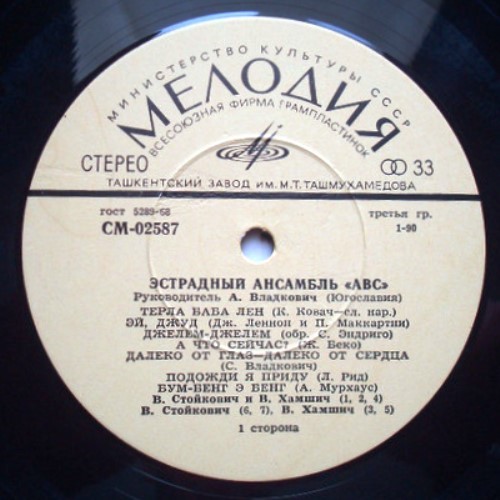 МИНИСТЕРСТВО КУЛЬТУРЫ СССР
МЕЛОДИЯ
ВСЕСОЮЗНАЯ ФИРМА ГРАМПЛАСТИНОК
СТЕРЕО
33
ТАШКЕНТСКИЙ ЗАВОД ИМ. М.Т. ТАШМУХАМЕДОВА
гост 5289-68
третья гр.
СМ-02587
1-90
ЭСТРАДНЫЙ АНСАМБЛЬ «АВС»
Руководитель А. Владкович (Югославия)
ТЕРЛА БАБА ЛЕН (К. Ковач—сл. нар.)
ЭЙ, ДЖУД (Дж. Леннон и П. Маккартни)
ДЖЕЛЕМ-ДЖЕЛЕМ (обр. С. Эндриго)
А ЧТО СЕЙЧАС? (Ж. Беко)
ДАЛЕКО ОТ ГЛАЗ—ДАЛЕКО ОТ СЕРДЦА
(С. Владкович)
ПОДОЖДИ Я ПРИДУ (Л. Рид)
БУМ-БЕНГ Э БЕНГ (А. Мурхаус)
В. Стойкович и В. Хамшич (1, 2, 4)
В. Стойкович (6, 7), В. Хамшич (3, 5)
1 сторона